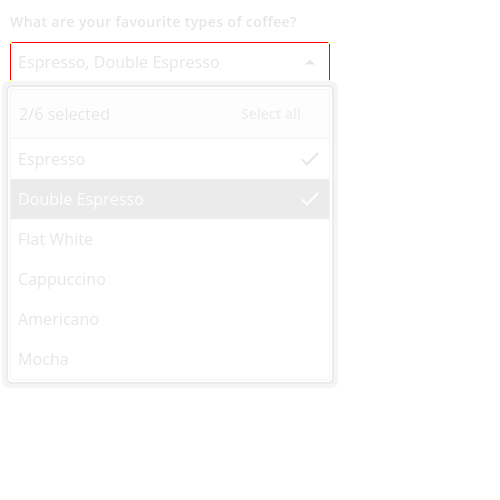 What are your favourite types of coffee?
Espresso, Double Espresso
2/6 selected Select all
Espresso
Double Espresso
Flat White
Cappuccino
Americano
Mocha